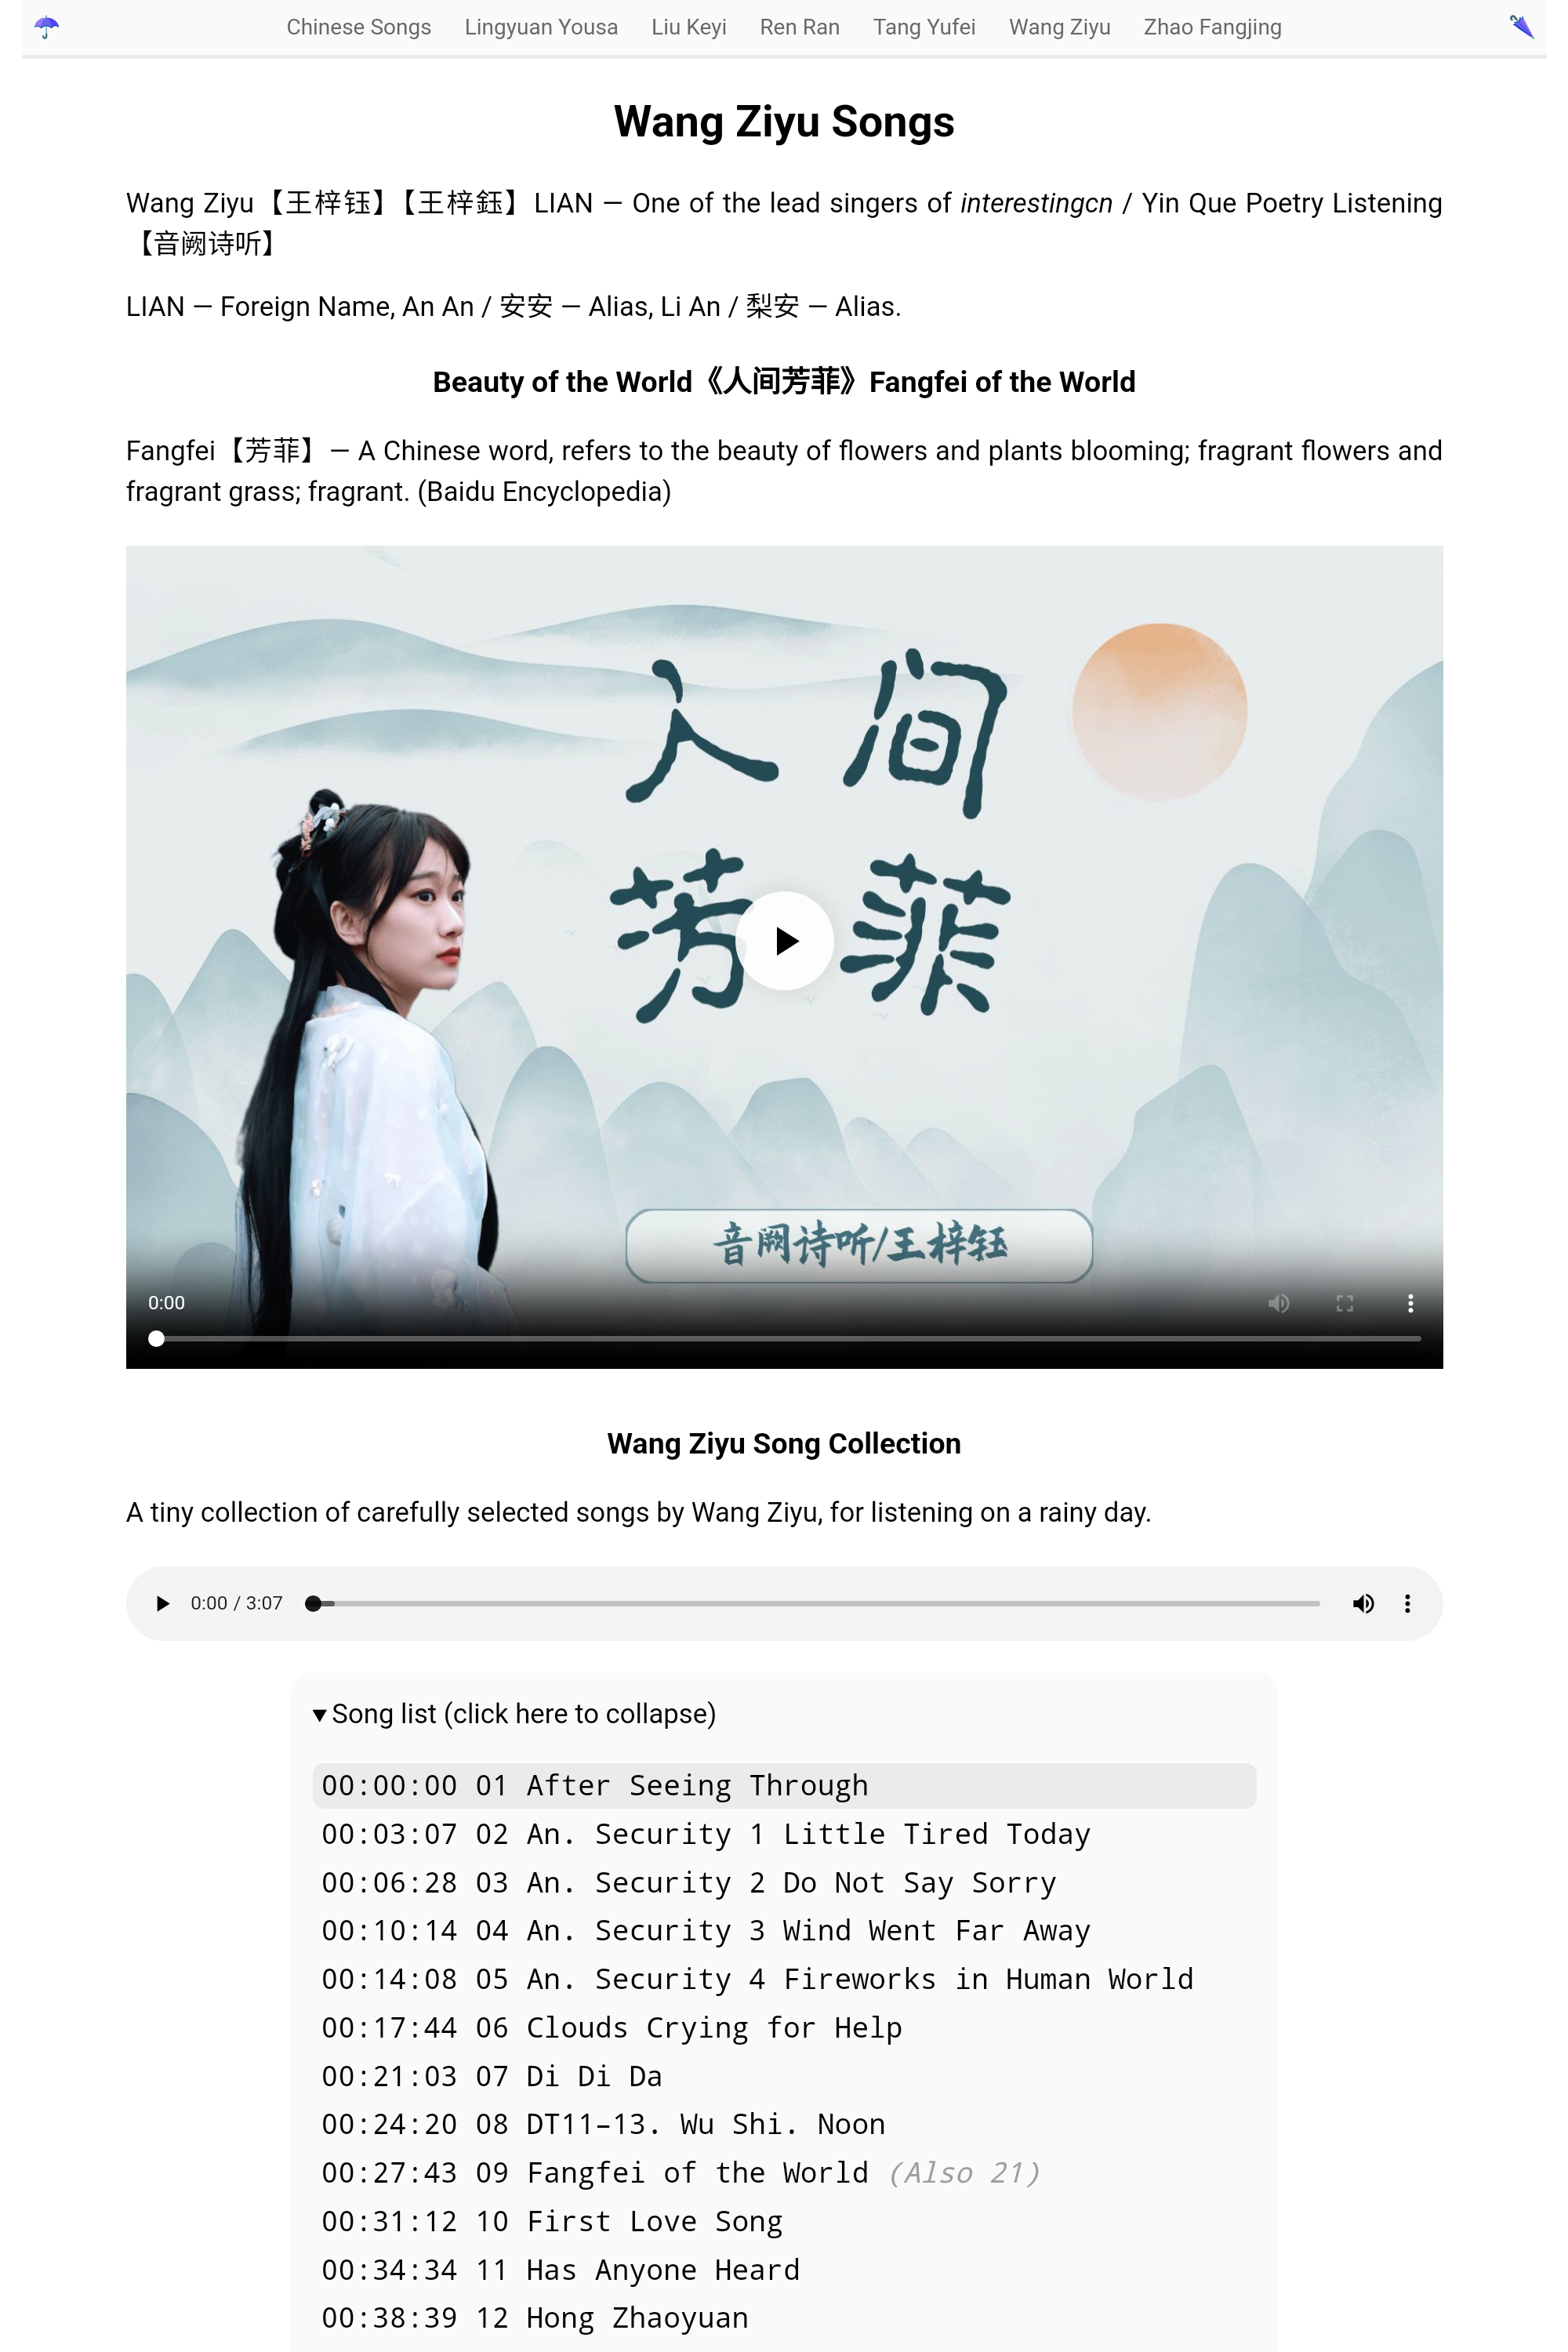 Chinese Songs Lingyuan Yousa Liu Keyi Ren Ran Tang Yufei Wang Ziyu Zhao Fangjing
Wang Ziyu Songs
Wang Ziyu【王梓钰】【王梓鈺】LIAN — One of the lead singers of interestingcn / Yin Que Poetry Listening
【音阙诗听】
LIAN — Foreign Name, An An / 安安 — Alias, Li An / 梨安 — Alias.
Beauty of the World《人间芳菲》Fangfei of the World
Fangfei【芳菲】— A Chinese word, refers to the beauty of flowers and plants blooming; fragrant flowers and
fragrant grass; fragrant. (Baidu Encyclopedia)
人间
芳菲
音阙诗听/王梓钰
0:00
Wang Ziyu Song Collection
A tiny collection of carefully selected songs by Wang Ziyu, for listening on a rainy day.
0:00 / 3:07
Song list (click here to collapse)
00:00:00 01 After Seeing Through
00:03:07 02 An. Security 1 Little Tired Today
00:06:28 03 An. Security 2 Do Not Say Sorry
00:10:14 04 An. Security 3 Wind Went Far Away
00:14:08 05 An. Security 4 Fireworks in Human World
00:17:44 06 Clouds Crying for Help
00:21:03 07 Di Di Da
00:24:20 08 DT11–13. Wu Shi. Noon
00:27:43 09 Fangfei of the World (Also 21)
00:31:12 10 First Love Song
00:34:34 11 Has Anyone Heard
00:38:39 12 Hong Zhaoyuan